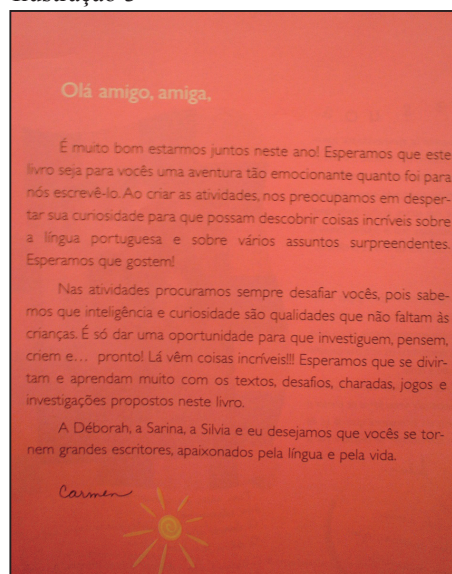 Olá amigo, amiga,
É muito bom estarmos juntos neste ano! Esperamos que este
livro seja para vocês uma aventura tão emocionante quanto foi para
nós escrevê-lo. Ao criar as atividades, nos preocupamos em desper-
tar sua curiosidade para que possam descobrir coisas incríveis sobre
a língua portuguesa e sobre vários assuntos surpreendentes.
Esperamos que gostem!
Nas atividades procuramos sempre desafiar vocês, pois sabe-
mos que inteligência e curiosidade são qualidades que não faltam às
crianças. É só dar uma oportunidade para que investiguem, pensem,
criem e... pronto! Lá vêm coisas incríveis!!! Esperamos que se divir-
tam e aprendam muito com os textos, desafios, charadas, jogos e
investigações propostos neste livro.
A Déborah, a Sarina, a Silvia e eu desejamos que vocês se tor-
nem grandes escritores, apaixonados pela língua e pela vida.
Carmen